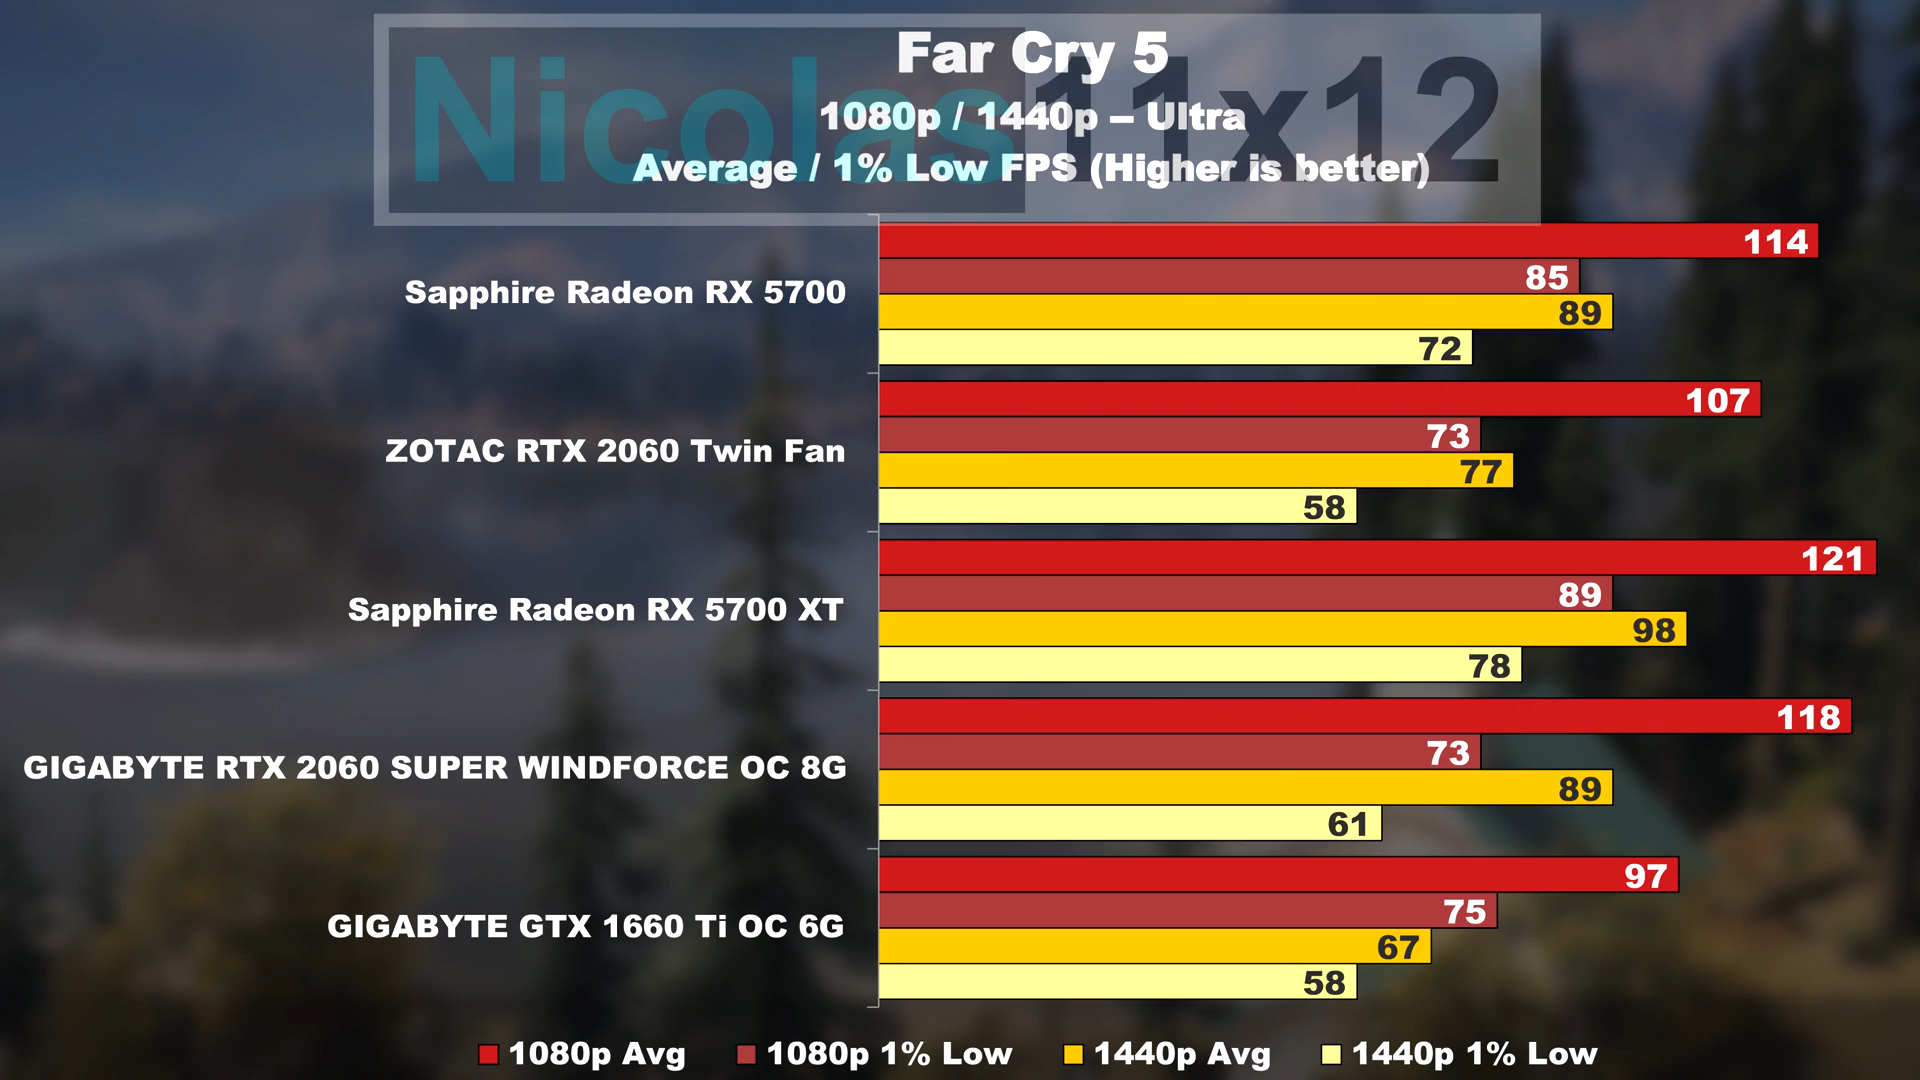 Nicolas11x12
Far Cry 5
1080p / 1440p – Ultra
Average / 1% Low FPS (Higher is better)
Sapphire Radeon RX 5700
114
85
89
72
ZOTAC RTX 2060 Twin Fan
107
73
77
58
Sapphire Radeon RX 5700 XT
121
89
98
78
GIGABYTE RTX 2060 SUPER WINDFORCE OC 8G
118
73
89
61
GIGABYTE GTX 1660 Ti OC 6G
97
75
67
58
1080p Avg 1080p 1% Low 1440p Avg 1440p 1% Low